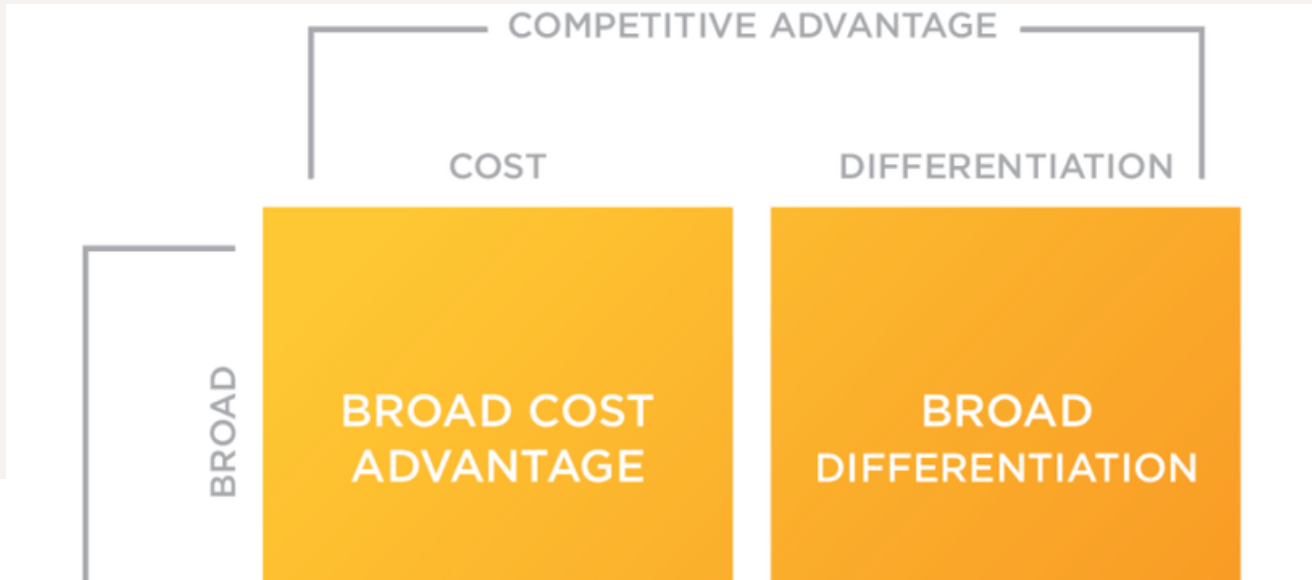 COMPETITIVE ADVANTAGE
COST
DIFFERENTIATION
BROAD
BROAD COST
ADVANTAGE
BROAD
DIFFERENTIATION